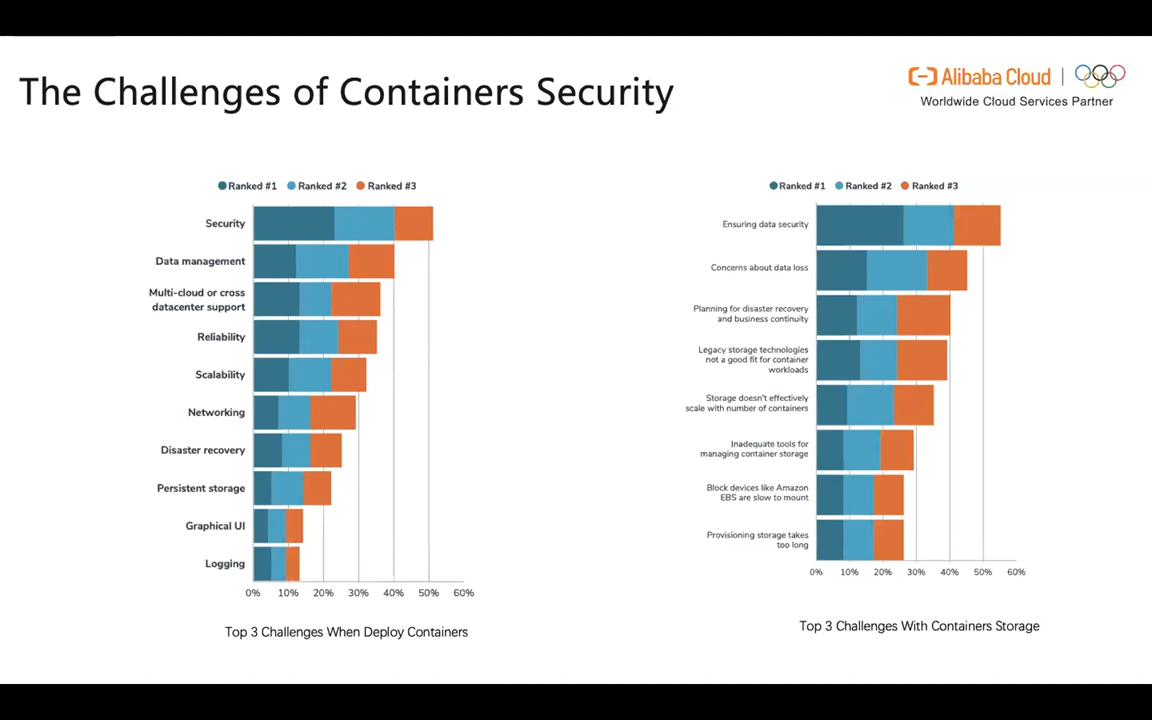 The Challenges of Containers Security
Alibaba Cloud
Worldwide Cloud Services Partner
Ranked #1 Ranked #2 Ranked #3
Security
Data management
Multi-cloud or cross
datacenter support
Reliability
Scalability
Networking
Disaster recovery
Persistent storage
Graphical UI
Logging
0% 10% 20% 30% 40% 50% 60%
Top 3 Challenges When Deploy Containers
Ranked #1 Ranked #2 Ranked #3
Ensuring data security
Concerns about data loss
Planning for disaster recovery
and business continuity
Legacy storage technologies
not a good fit for container
workloads
Storage doesn't effectively
scale with number of containers
Inadequate tools for
managing container storage
Block devices like Amazon
EBS are slow to mount
Provisioning storage takes
too long
0% 10% 20% 30% 40% 50% 60%
Top 3 Challenges With Containers Storage